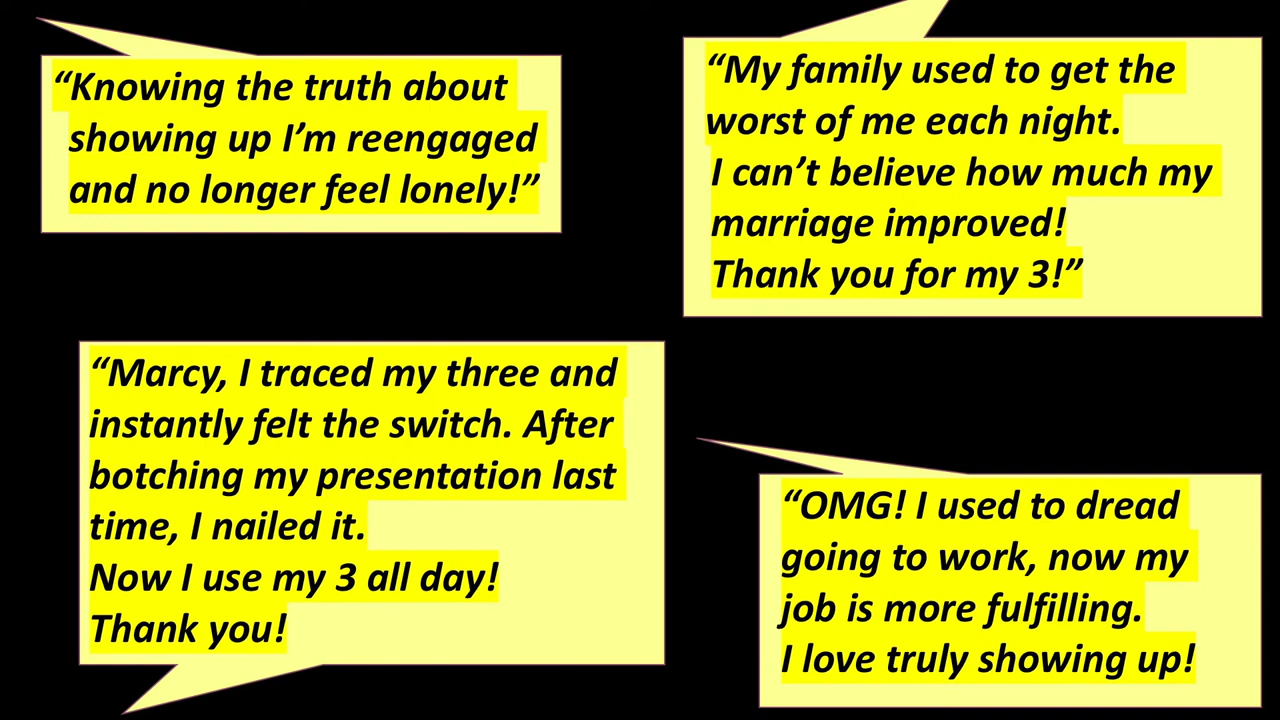 “Knowing the truth about
showing up I’m reengaged
and no longer feel lonely!”
“My family used to get the
worst of me each night.
I can’t believe how much my
marriage improved!
Thank you for my 3!”
“Marcy, I traced my three and
instantly felt the switch. After
botching my presentation last
time, I nailed it.
Now I use my 3 all day!
Thank you!
“OMG! I used to dread
going to work, now my
job is more fulfilling.
I love truly showing up!